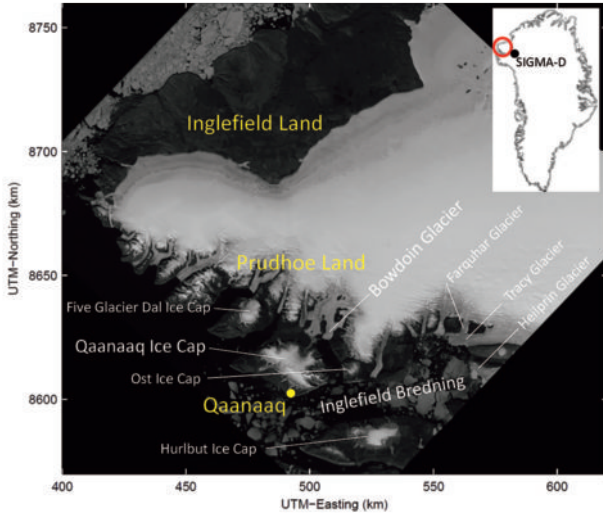 8750
8700
8650
8600
UTM-Northing (km)
400
450
500
550
600
UTM-Easting (km)
SIGMA-D
Inglefield Land
Prudhoe Land
Bowdoin Glacier
Farquhar Glacier
Tracy Glacier
Heilprin Glacier
Five Glacier Dal Ice Cap
Qaanaaq Ice Cap
Ost Ice Cap
Inglefield Bredning
Qaanaaq
Hurlbut Ice Cap